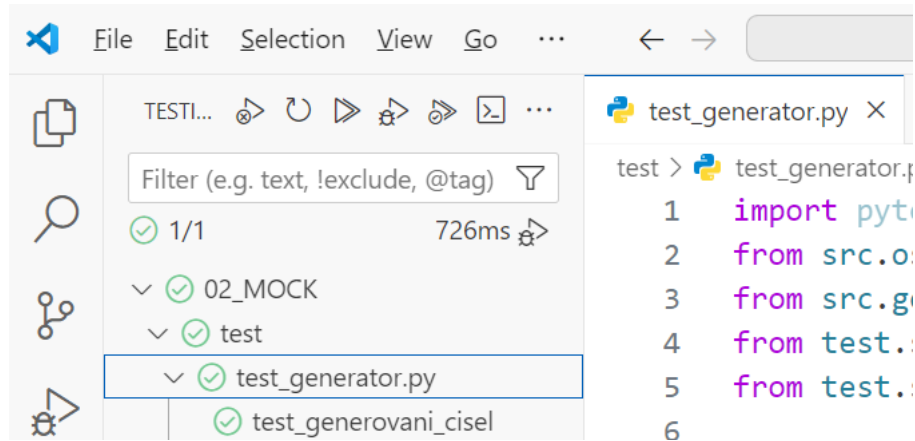 File Edit Selection View Go ...
TESTI... ...
test_generator.py
Filter (e.g. text, !exclude, @tag)
1/1 726ms
02_MOCK
test
test_generator.py
test_generovani_cisel
test > test_generator.p
1 import pyt
2 from src.o
3 from src.g
4 from test.
5 from test.
6